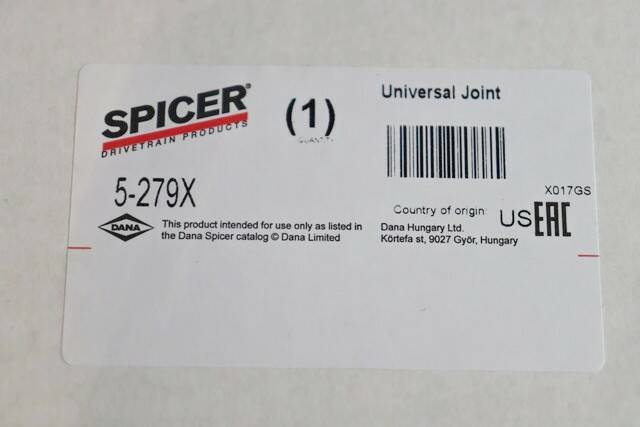 SPICER®
DRIVETRAIN PRODUCTS
(1)
QUANTITY
Universal Joint
5-279X
X017GS
DANA
This product intended for use only as listed in
the Dana Spicer catalog © Dana Limited
Country of origin: US
EAC
Dana Hungary Ltd.
Körtefa st, 9027 Győr, Hungary